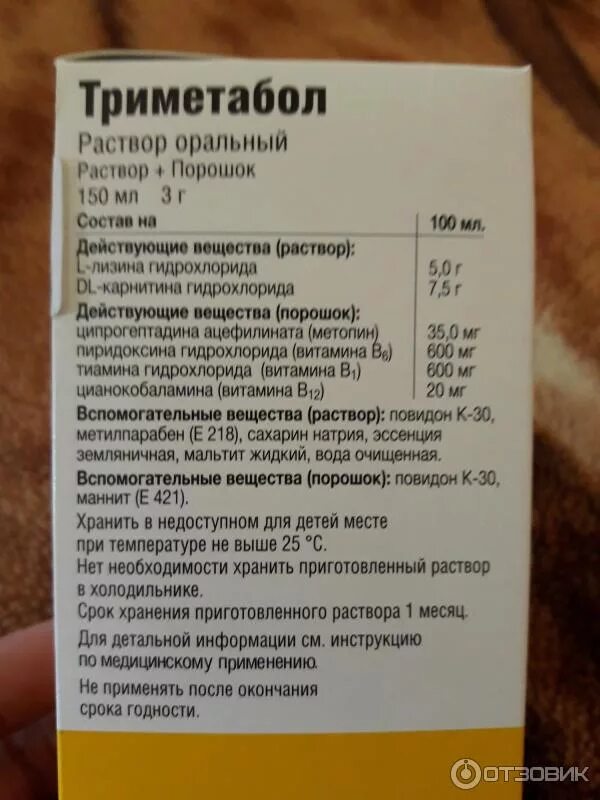 Триметабол
Раствор оральный
Раствор + Порошок
150 мл 3 г
Состав на 100 мл.
Действующие вещества (раствор):
L-лизина гидрохлорида 5,0 г
DL-карнитина гидрохлорида 7,5 г
Действующие вещества (порошок):
ципрогептадина ацефилината (метопин) 35,0 мг
пиридоксина гидрохлорида (витамина В6) 600 мг
тиамина гидрохлорида (витамина В1) 600 мг
цианокобаламина (витамина В12) 20 мг
Вспомогательные вещества (раствор): повидон К-30,
метилпарабен (Е 218), сахарин натрия, эссенция
земляничная, мальтит жидкий, вода очищенная.
Вспомогательные вещества (порошок): повидон К-30,
маннит (Е 421).
Хранить в недоступном для детей месте
при температуре не выше 25 °С.
Нет необходимости хранить приготовленный раствор
в холодильнике.
Срок хранения приготовленного раствора 1 месяц.
Для детальной информации см. инструкцию
по медицинскому применению.
Не применять после окончания
срока годности.
ОТЗОВИК